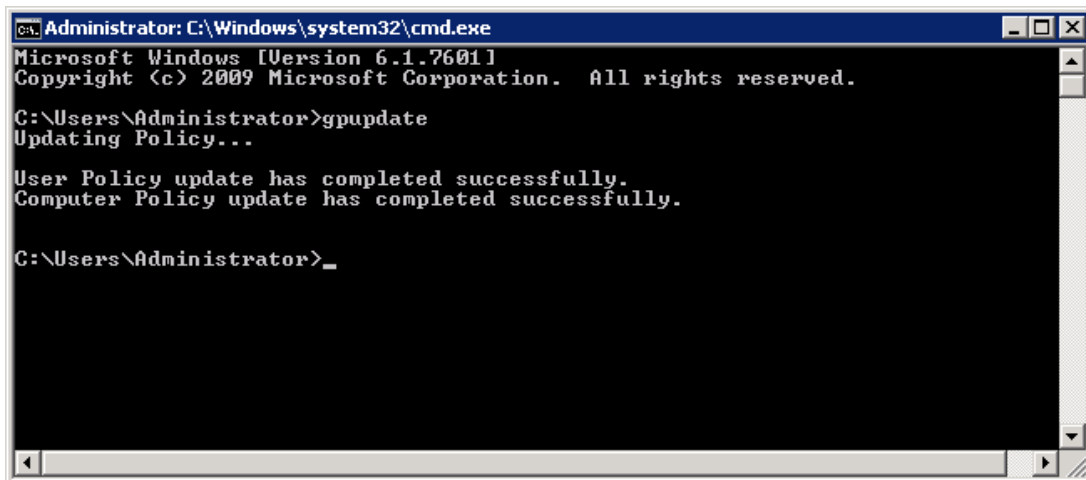 Administrator: C:\Windows\system32\cmd.exe
Microsoft Windows [Version 6.1.7601]
Copyright (c) 2009 Microsoft Corporation.  All rights reserved.
C:\Users\Administrator>gpupdate
Updating Policy...
User Policy update has completed successfully.
Computer Policy update has completed successfully.
C:\Users\Administrator>_